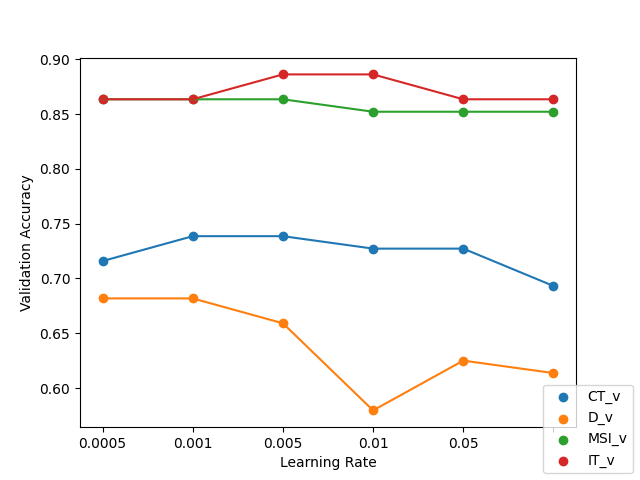 0.90
0.85
0.80
0.75
0.70
0.65
0.60
Validation Accuracy
0.0005 0.001 0.005 0.01 0.05
Learning Rate
CT_v
D_v
MSI_v
IT_v